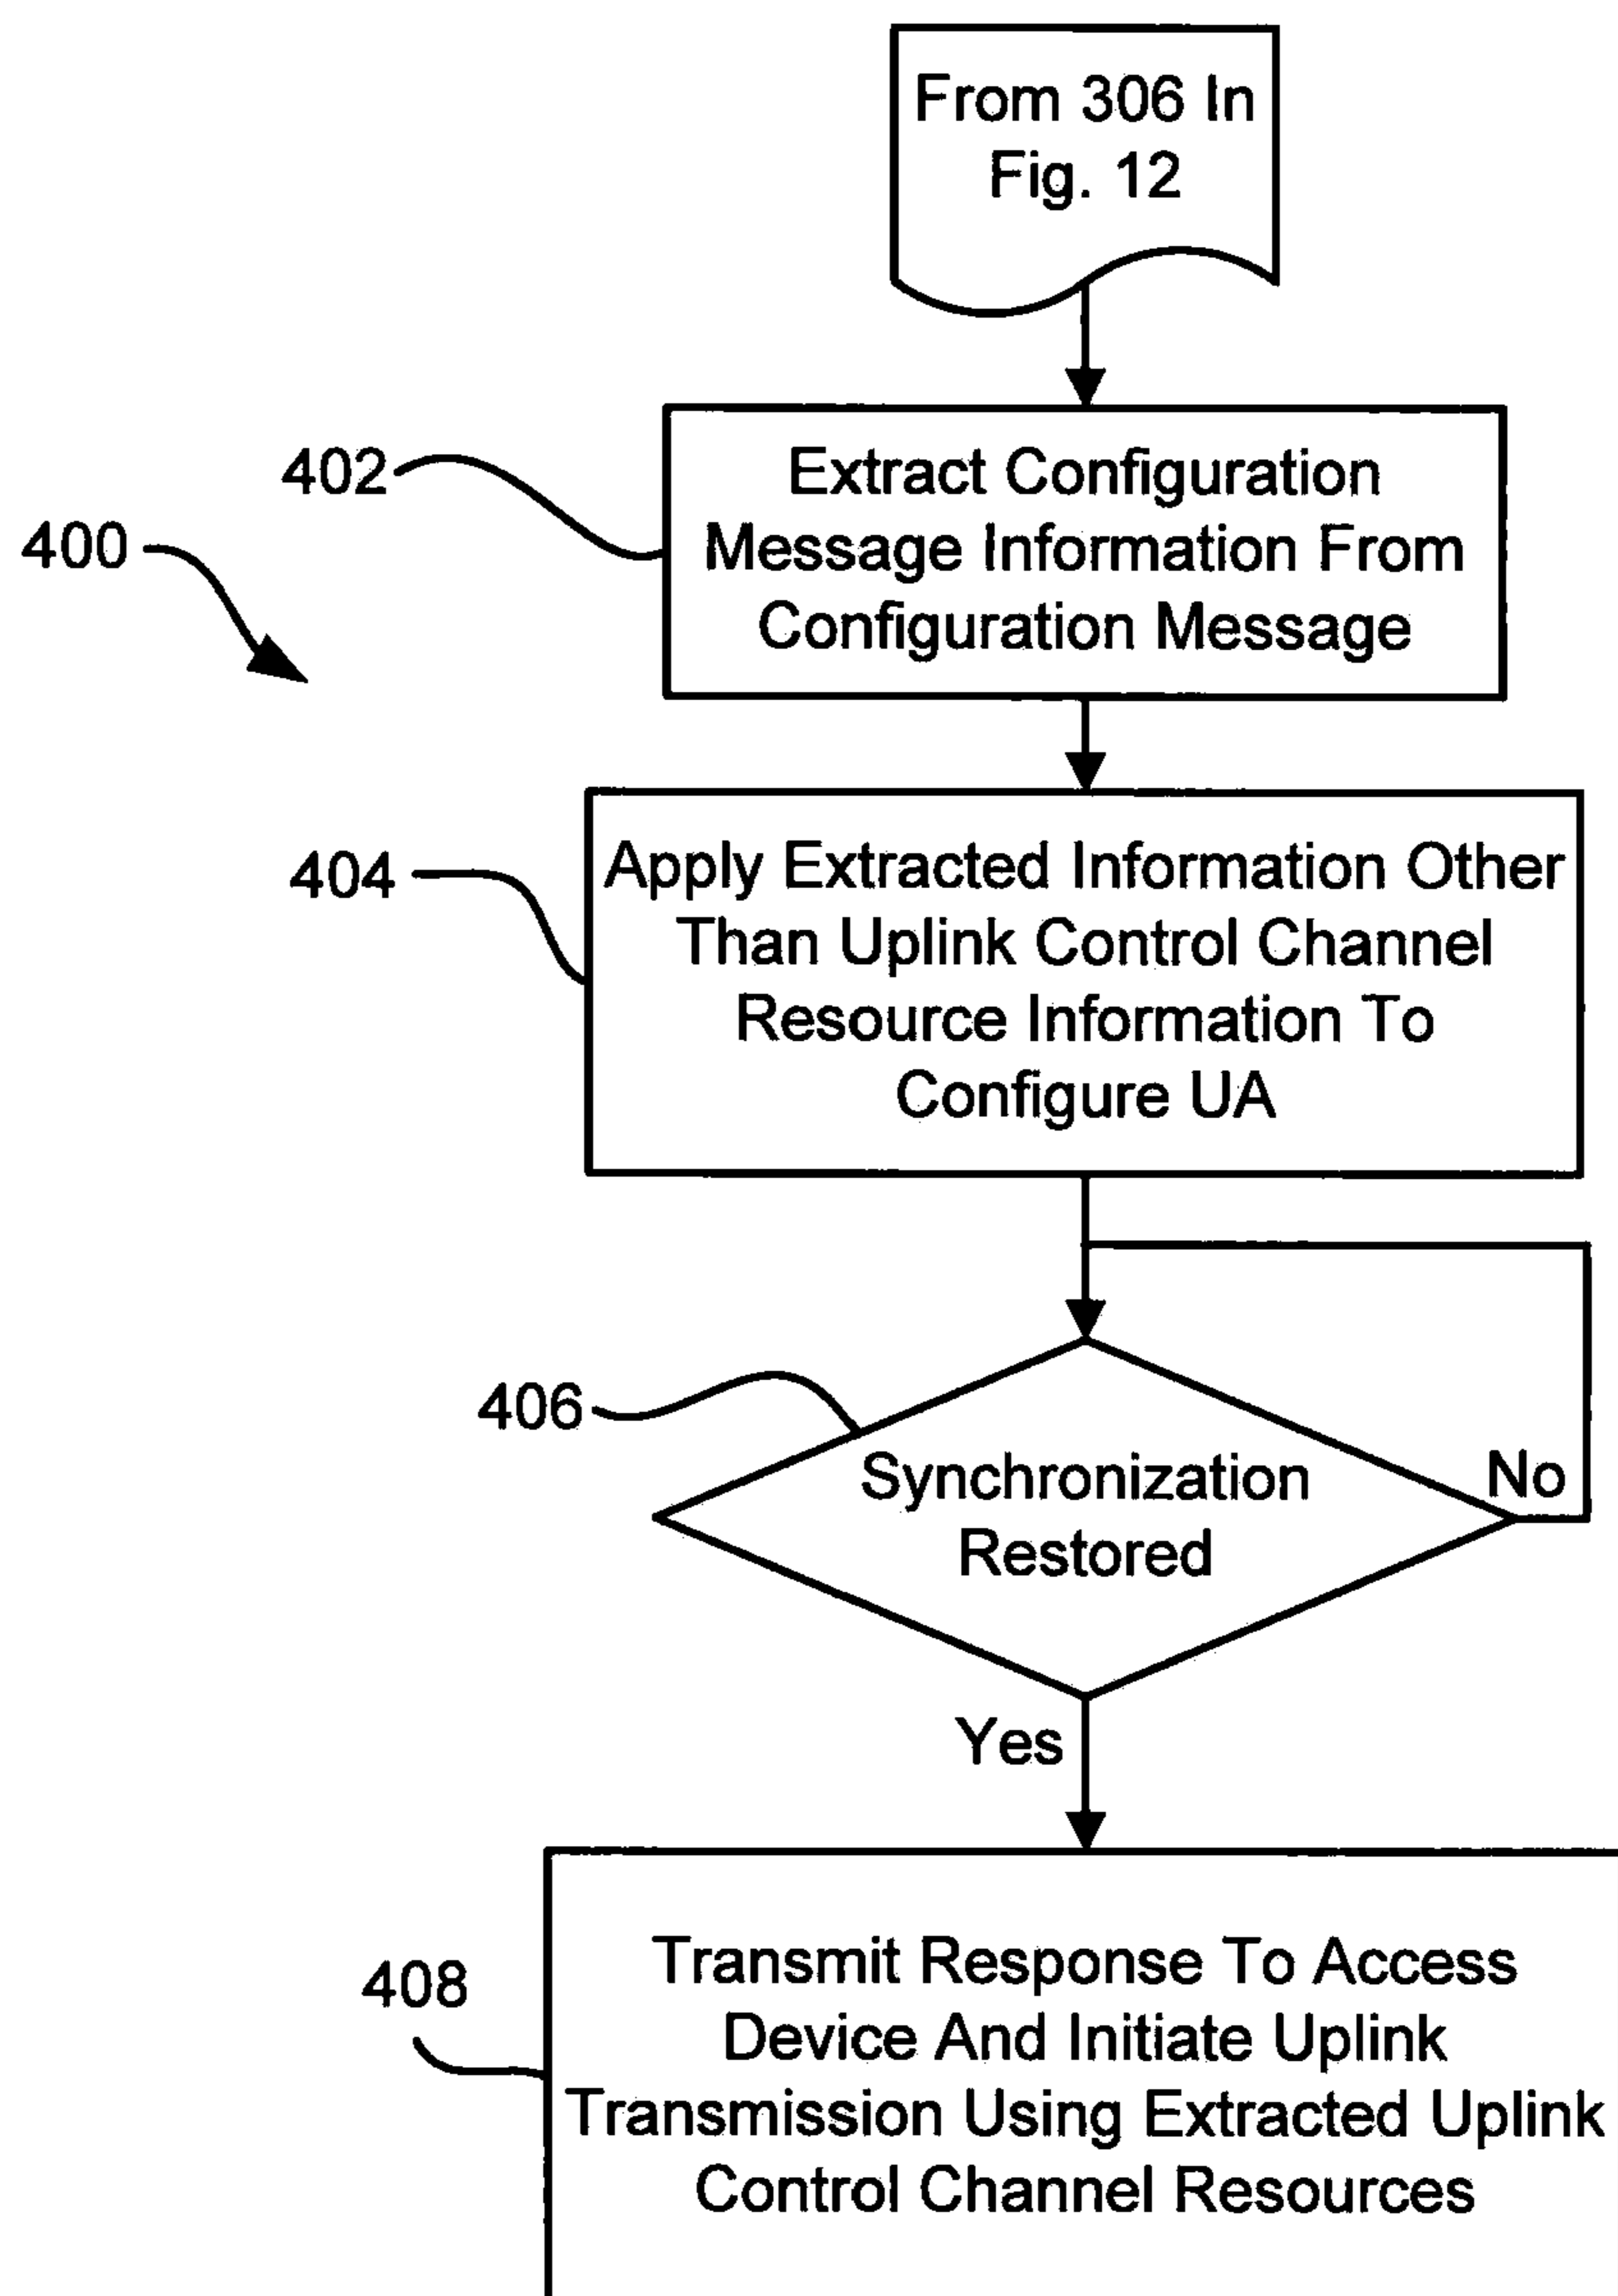 From 306 In
Fig. 12
402
Extract Configuration
Message Information From
Configuration Message
400
404
Apply Extracted Information Other
Than Uplink Control Channel
Resource Information To
Configure UA
406
Synchronization
Restored
No
Yes
408
Transmit Response To Access
Device And Initiate Uplink
Transmission Using Extracted Uplink
Control Channel Resources